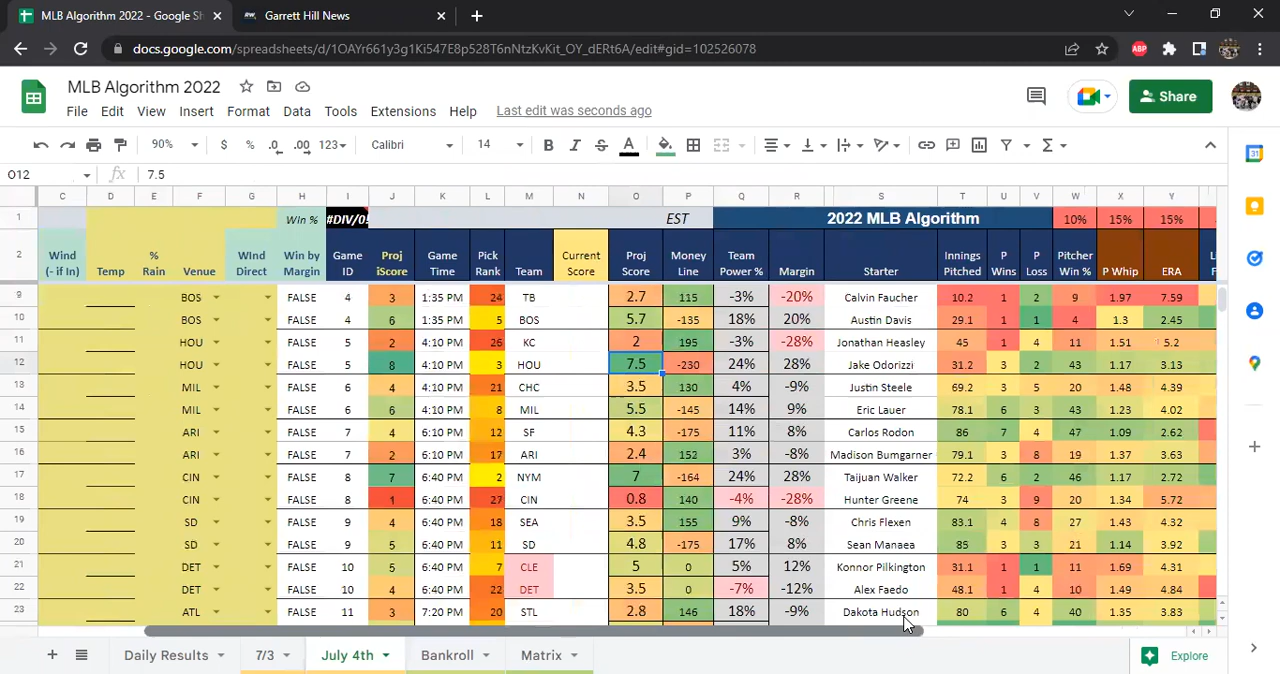 MLB Algorithm 2022 - Google Sh
Garrett Hill News
docs.google.com/spreadsheets/d/1OAYr661y3g1Ki547E8p528T6nNtzKvKit_OY_dERt6A/edit#gid=102526078
MLB Algorithm 2022
File Edit View Insert Format Data Tools Extensions Help Last edit was seconds ago
Share
90% $ % .0 .00 123 Calibri 14 B I S A
O12 fx 7.5
C D E F G H I J K L M N O P Q R S T U V W X Y
1 Win % #DIV/0! EST 2022 MLB Algorithm 10% 15% 15%
2 Wind (- if In) Temp % Rain Venue WInd Direct Win by Margin Game ID Proj iScore Game Time Pick Rank Team Current Score Proj Score Money Line Team Power % Margin Starter Innings Pitched P Wins P Loss Pitcher Win % P Whip ERA
9 BOS FALSE 4 3 1:35 PM 24 TB 2.7 115 -3% -20% Calvin Faucher 10.2 1 2 9 1.97 7.59
10 BOS FALSE 4 6 1:35 PM 5 BOS 5.7 -135 18% 20% Austin Davis 29.1 1 1 4 1.3 2.45
11 HOU FALSE 5 2 4:10 PM 26 KC 2 195 -3% -28% Jonathan Heasley 45 1 4 11 1.51 5.2
12 HOU FALSE 5 8 4:10 PM 3 HOU 7.5 -230 24% 28% Jake Odorizzi 31.2 3 2 43 1.17 3.13
13 MIL FALSE 6 4 4:10 PM 21 CHC 3.5 130 4% -9% Justin Steele 69.2 3 5 20 1.48 4.39
14 MIL FALSE 6 6 4:10 PM 8 MIL 5.5 -145 14% 9% Eric Lauer 78.1 6 3 43 1.23 4.02
15 ARI FALSE 7 4 6:10 PM 12 SF 4.3 -175 11% 8% Carlos Rodon 86 7 4 47 1.09 2.62
16 ARI FALSE 7 2 6:10 PM 17 ARI 2.4 152 3% -8% Madison Bumgarner 79.1 3 8 19 1.37 3.63
17 CIN FALSE 8 7 6:40 PM 2 NYM 7 -164 24% 28% Taijuan Walker 72.2 6 2 46 1.17 2.72
18 CIN FALSE 8 1 6:40 PM 27 CIN 0.8 140 -4% -28% Hunter Greene 74 3 9 20 1.34 5.72
19 SD FALSE 9 4 6:40 PM 18 SEA 3.5 155 9% -8% Chris Flexen 83.1 4 8 27 1.43 4.32
20 SD FALSE 9 5 6:40 PM 11 SD 4.8 -175 17% 8% Sean Manaea 85 3 3 21 1.14 3.92
21 DET FALSE 10 5 6:40 PM 7 CLE 5 0 5% 12% Konnor Pilkington 31.1 1 1 11 1.69 4.31
22 DET FALSE 10 4 6:40 PM 22 DET 3.5 0 -7% -12% Alex Faedo 48.1 1 4 10 1.49 4.84
23 ATL FALSE 11 3 7:20 PM 20 STL 2.8 146 18% -9% Dakota Hudson 80 6 4 40 1.35 3.83
Daily Results 7/3 July 4th Bankroll Matrix Explore